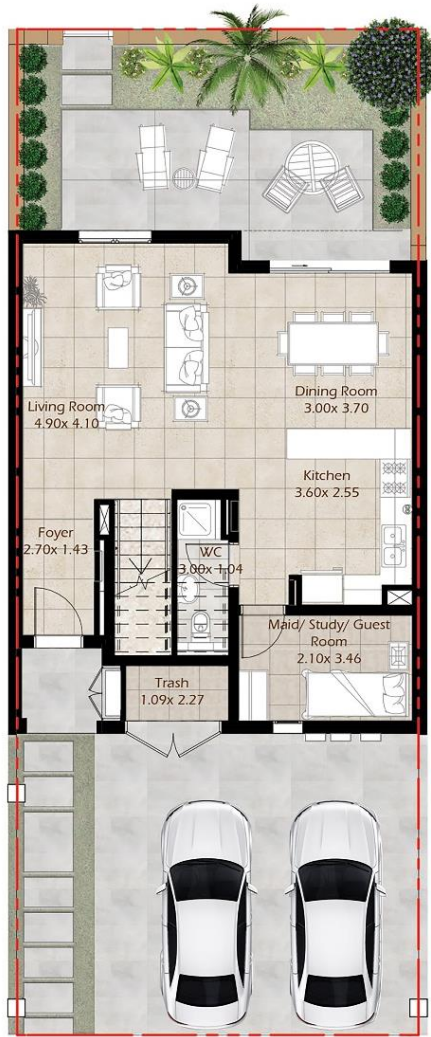 Dining Room
3.00x 3.70
Living Room
4.90x 4.10
Kitchen
3.60x 2.55
Foyer
2.70x 1.43
WC
3.00x 1.04
Maid/ Study/ Guest
Room
2.10x 3.46
Trash
1.09x 2.27